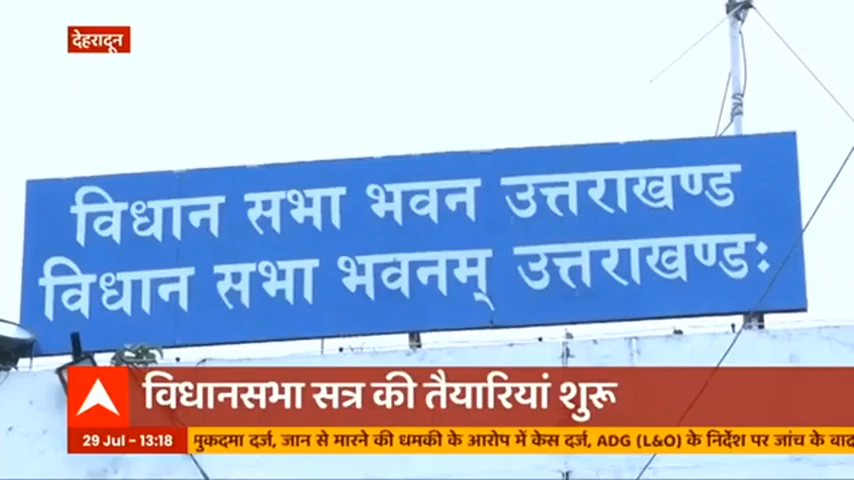 देहरादून
विधान सभा भवन उत्तराखण्ड
विधान सभा भवनम् उत्तराखण्डः
विधानसभा सत्र की तैयारियां शुरू
29 Jul - 13:18
मुकदमा दर्ज, जान से मारने की धमकी के आरोप में केस दर्ज, ADG (L&O) के निर्देश पर जांच के बाद